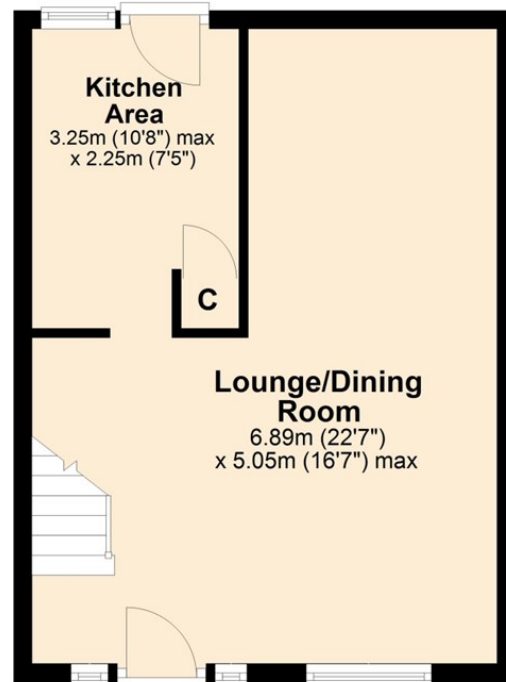 Kitchen
Area
3.25m (10'8") max
x 2.25m (7'5")
C
Lounge/Dining
Room
6.89m (22'7")
x 5.05m (16'7") max